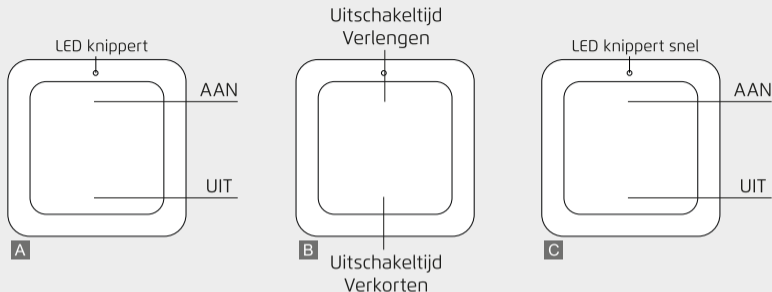 LED knippert
AAN
UIT
A
Uitschakeltijd
Verlengen
B
Uitschakeltijd
Verkorten
LED knippert snel
AAN
UIT
C